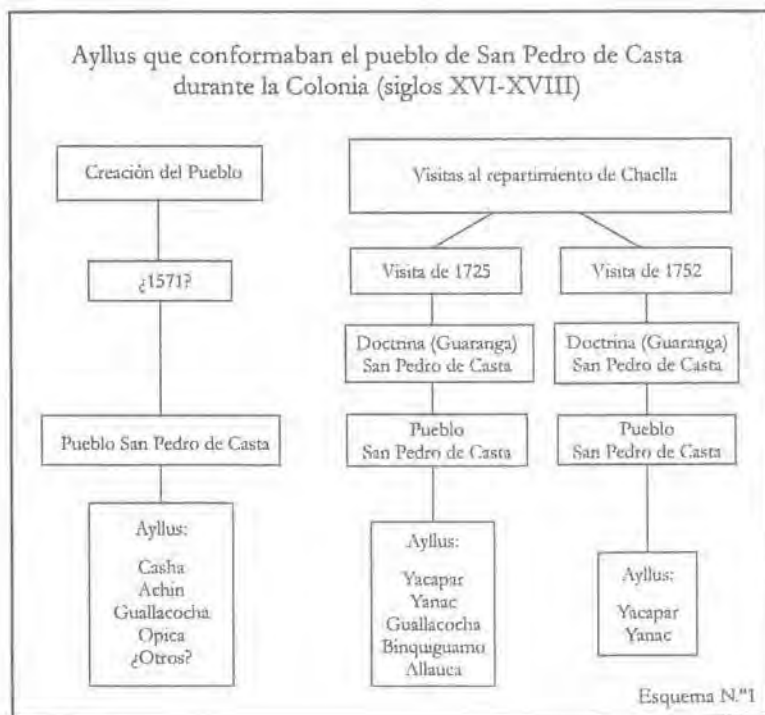 Ayllus que conformaban el pueblo de San Pedro de Casta
durante la Colonia (siglos XVI-XVIII)
Creación del Pueblo
¿1571?
Pueblo San Pedro de Casta
Ayllus:
Casha
Achin
Guallacocha
Opica
¿Otros?
Visitas al repartimiento de Chaclla
Visita de 1725
Doctrina (Guaranga)
San Pedro de Casta
Pueblo
San Pedro de Casta
Ayllus:
Yacapar
Yanac
Guallacocha
Binquiguamo
Allauca
Visita de 1752
Doctrina (Guaranga)
San Pedro de Casta
Pueblo
San Pedro de Casta
Ayllus:
Yacapar
Yanac
Esquema N.°1